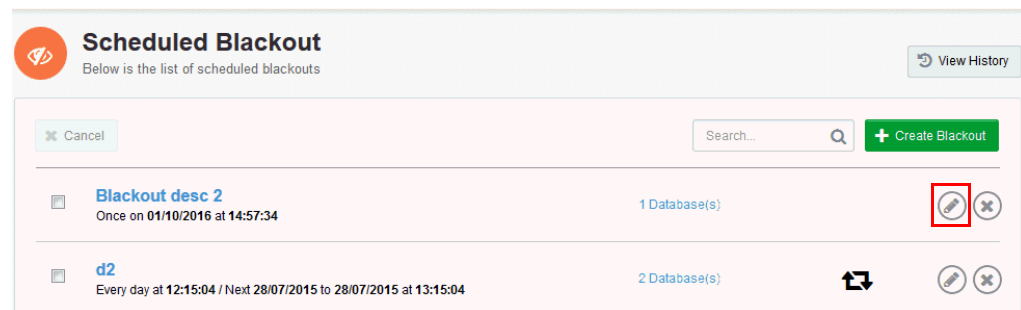 Scheduled Blackout
Below is the list of scheduled blackouts
View History
Cancel
Search...
Create Blackout
Blackout desc 2
Once on 01/10/2016 at 14:57:34
1 Database(s)
d2
Every day at 12:15:04 / Next 28/07/2015 to 28/07/2015 at 13:15:04
2 Database(s)